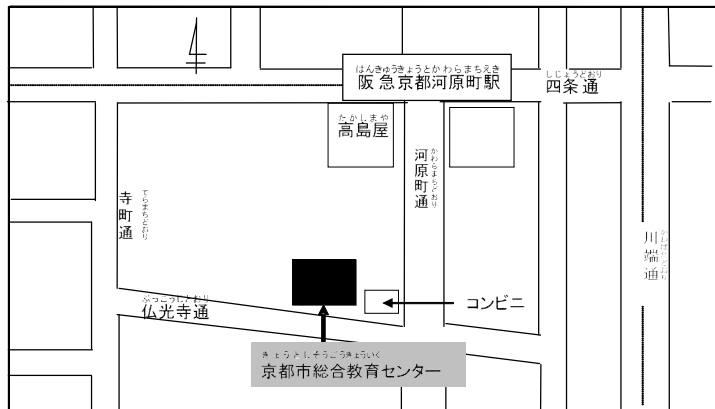 はんきゅうきょうとかわらまちえき
阪急京都河原町駅
しじょうどおり
四条通
たかしまや
高島屋
かわらまちどおり
河原町通
てらまちどおり
寺町通
かわばたどおり
川端通
ぶっこうじどおり
仏光寺通
コンビニ
きょうとしそうごうきょういく
京都市総合教育センター